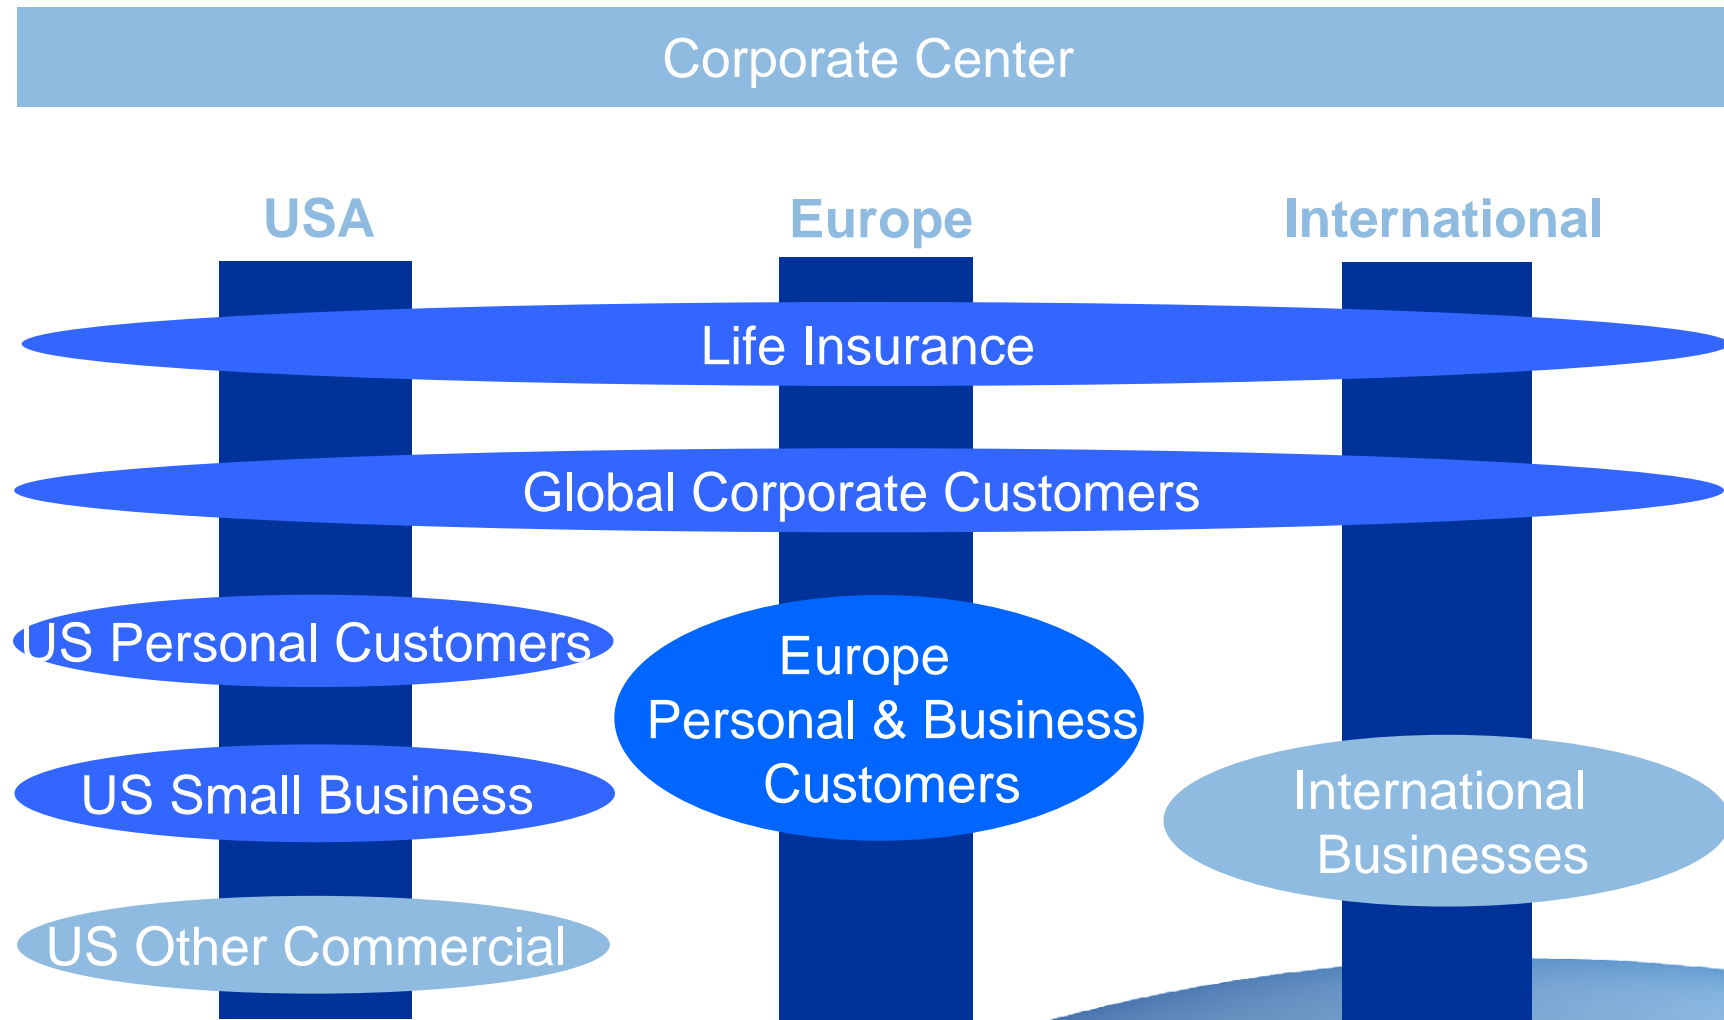 Corporate Center
USA
Europe
International
Life Insurance
Global Corporate Customers
US Personal Customers
Europe
Personal & Business
Customers
US Small Business
International
Businesses
US Other Commercial